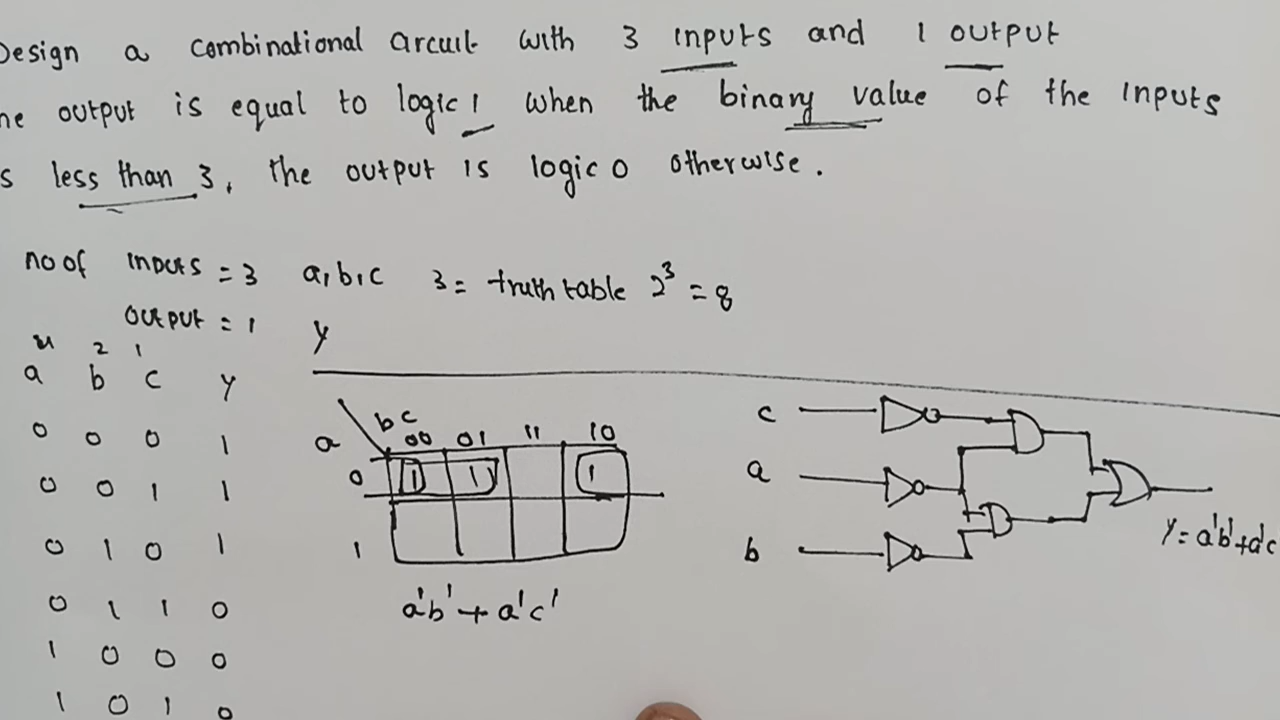 Design a combinational circuit with 3 inputs and 1 output
he output is equal to logic 1 when the binary value of the inputs
s less than 3, the output is logic 0 otherwise.
no of inputs = 3 a, b, c 3 = truth table 2³ = 8
output = 1 y
4 2 1
a b c y
0 0 0 1
0 0 1 1
0 1 0 1
0 1 1 0
1 0 0 0
1 0 1 0
bc
a 00 01 11 10
0 1 1 1
1
a'b' + a'c'
c
a
b
Y = a'b' + a'c